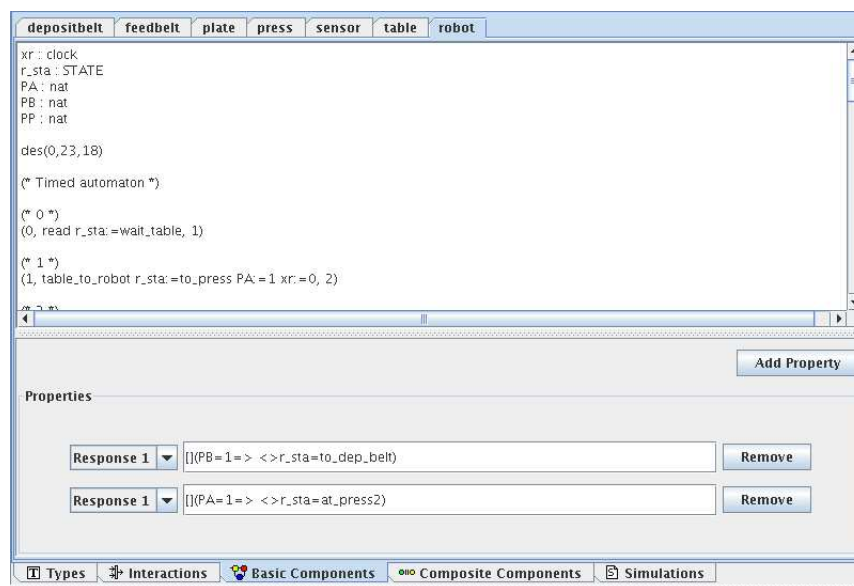 depositbelt feedbelt plate press sensor table robot
xr : clock
r_sta : STATE
PA : nat
PB : nat
PP : nat
des(0,23,18)
(* Timed automaton *)
(* 0 *)
(0, read r_sta:=wait_table, 1)
(* 1 *)
(1, table_to_robot r_sta:=to_press PA:=1 xr:=0, 2)
(* 2 *)
Add Property
Properties
Response 1 [](PB=1=> <>r_sta=to_dep_belt) Remove
Response 1 [](PA=1=> <>r_sta=at_press2) Remove
Types Interactions Basic Components Composite Components Simulations